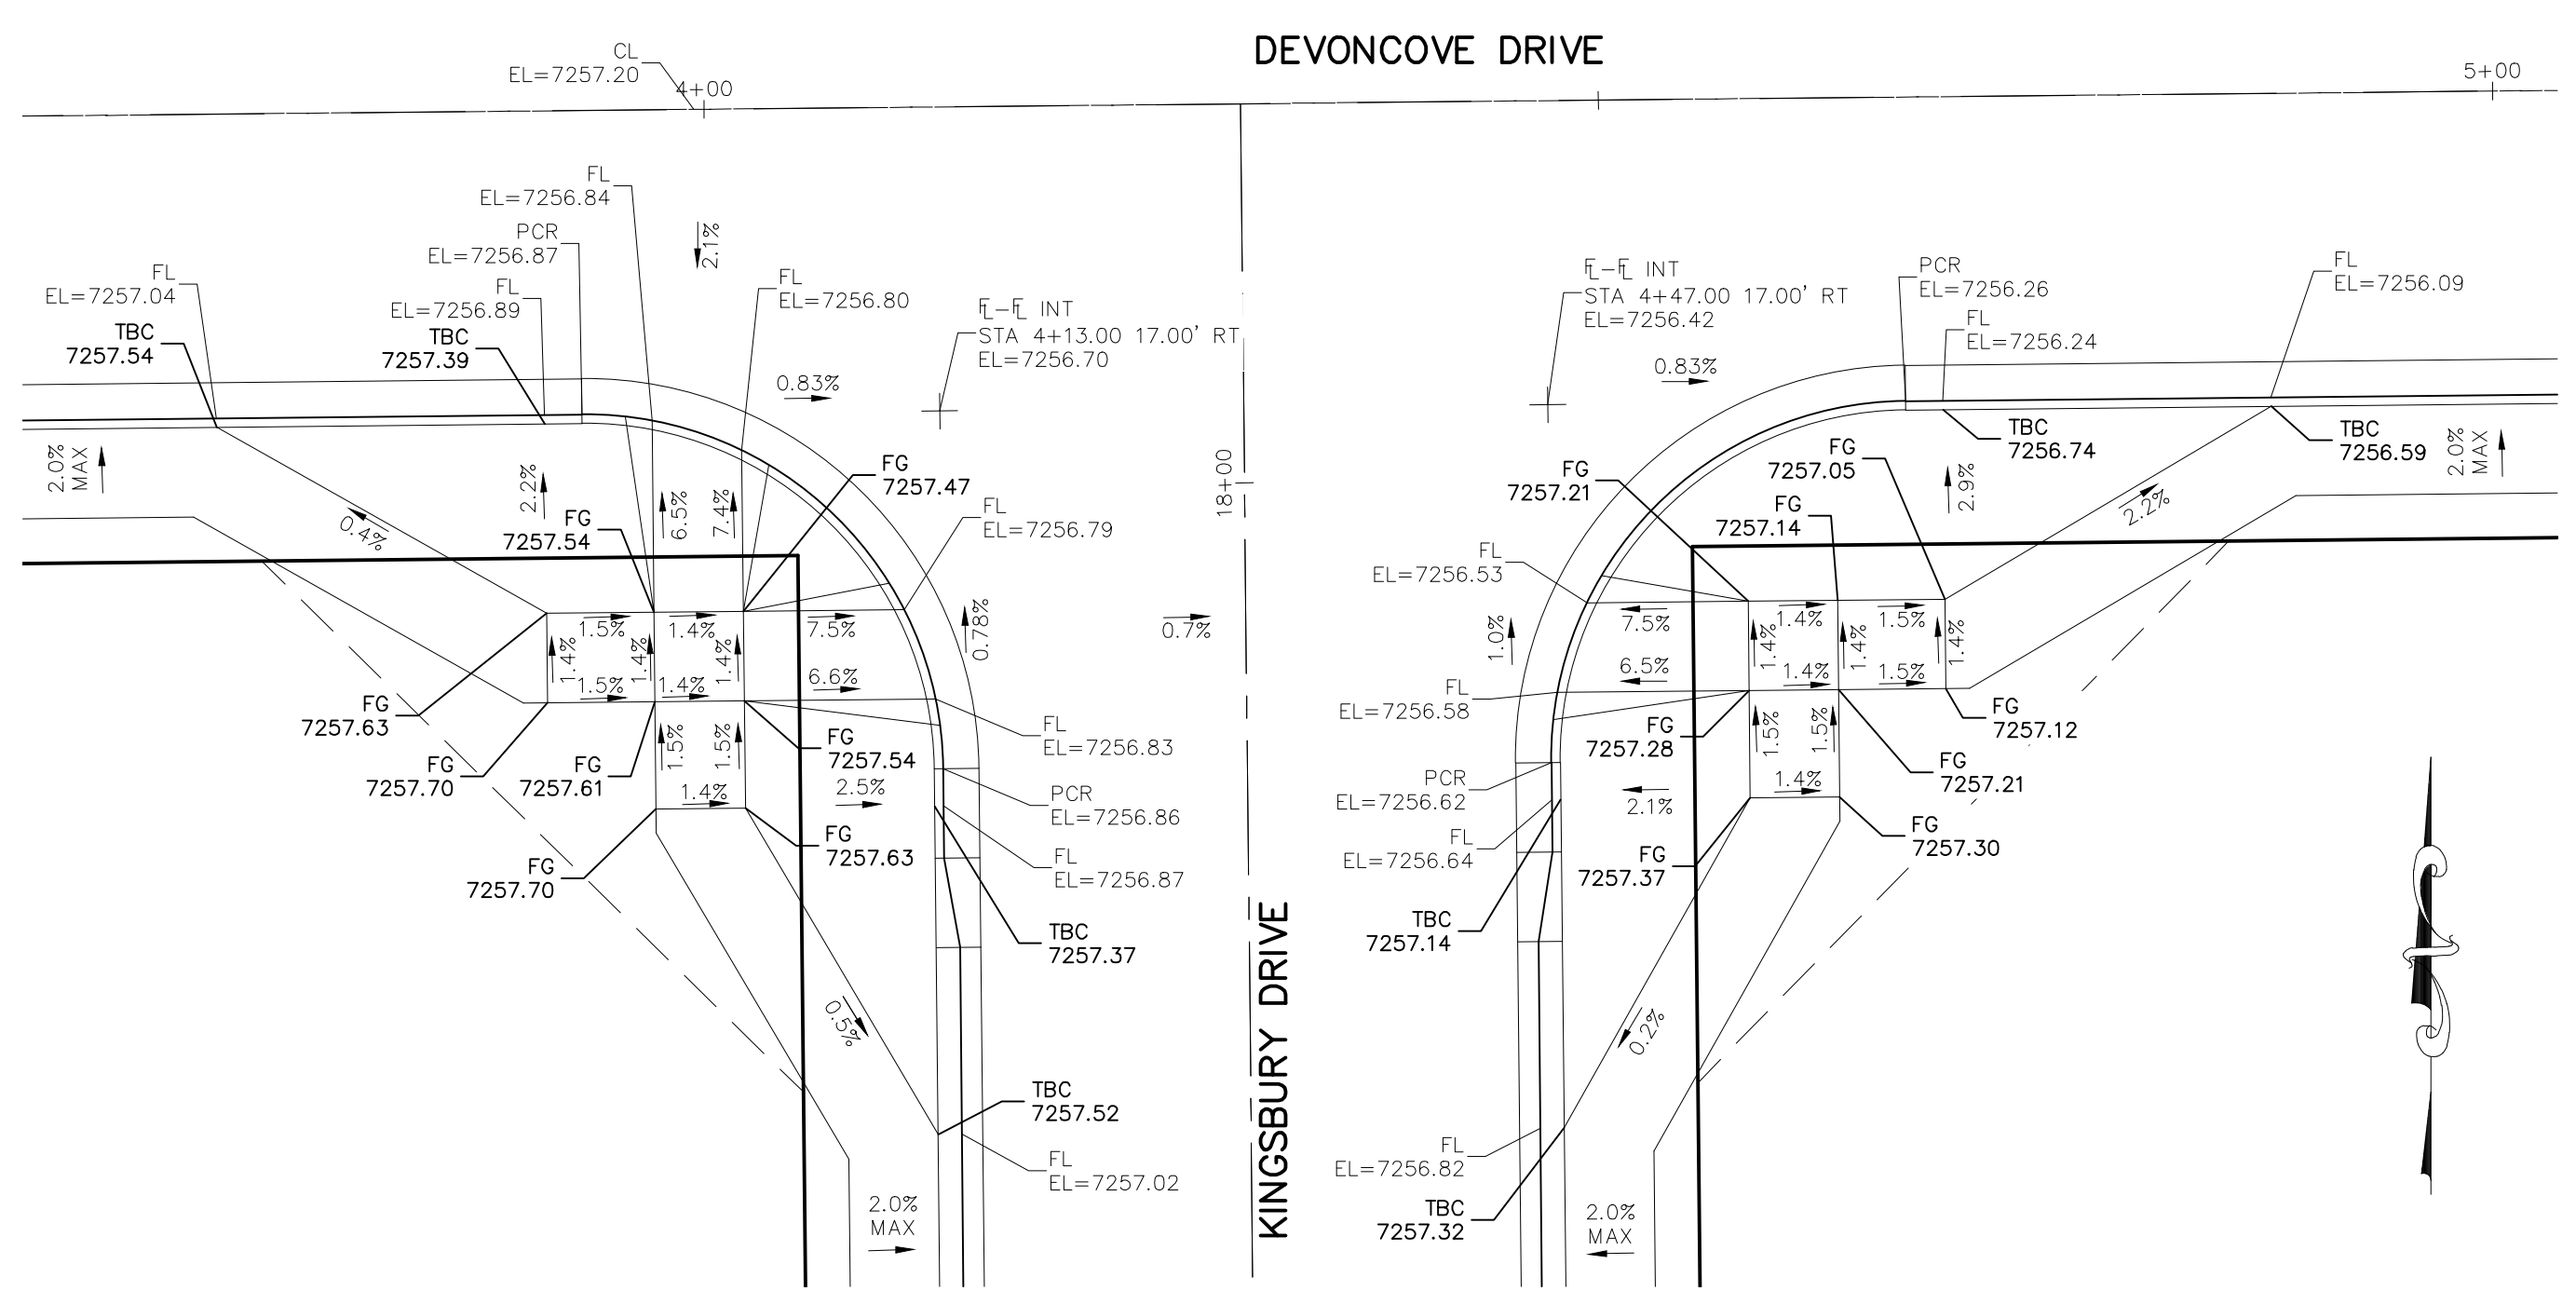 DEVONCOVE DRIVE
CL
EL=7257.20
4+00
5+00
FL
EL=7256.84
PCR
EL=7256.87
FL
EL=7256.89
FL
EL=7257.04
TBC
7257.54
TBC
7257.39
2.1%
FL
EL=7256.80
FL-FL INT
STA 4+13.00 17.00' RT
EL=7256.70
0.83%
FL-FL INT
STA 4+47.00 17.00' RT
EL=7256.42
0.83%
PCR
EL=7256.26
FL
EL=7256.24
FL
EL=7256.09
TBC
7256.74
TBC
7256.59
2.0%
MAX
2.0%
MAX
2.2%
6.5%
7.4%
FG
7257.47
FG
7257.54
FL
EL=7256.79
0.4%
18+00
FG
7257.21
FG
7257.05
FG
7257.14
2.9%
2.2%
FL
EL=7256.53
1.5%
1.4%
7.5%
1.4%
1.4%
1.4%
1.5%
1.4%
6.6%
0.78%
0.7%
1.0%
7.5%
1.4%
1.5%
1.4%
1.4%
1.4%
6.5%
1.4%
1.5%
FG
7257.63
FG
7257.70
FG
7257.61
1.5%
1.5%
FG
7257.54
1.4%
2.5%
FL
EL=7256.83
PCR
EL=7256.86
FL
EL=7256.87
FG
7257.63
FG
7257.70
TBC
7257.37
FL
EL=7256.58
FG
7257.28
1.5%
1.5%
FG
7257.12
FG
7257.21
PCR
EL=7256.62
2.1%
1.4%
FL
EL=7256.64
FG
7257.37
FG
7257.30
TBC
7257.14
0.5%
0.2%
KINGSBURY DRIVE
TBC
7257.52
FL
EL=7257.02
2.0%
MAX
FL
EL=7256.82
TBC
7257.32
2.0%
MAX